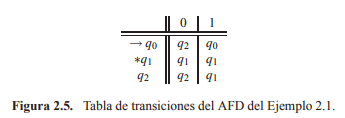 0 1
→ q0 q2 q0
*q1 q1 q1
q2 q2 q1
Figura 2.5. Tabla de transiciones del AFD del Ejemplo 2.1.